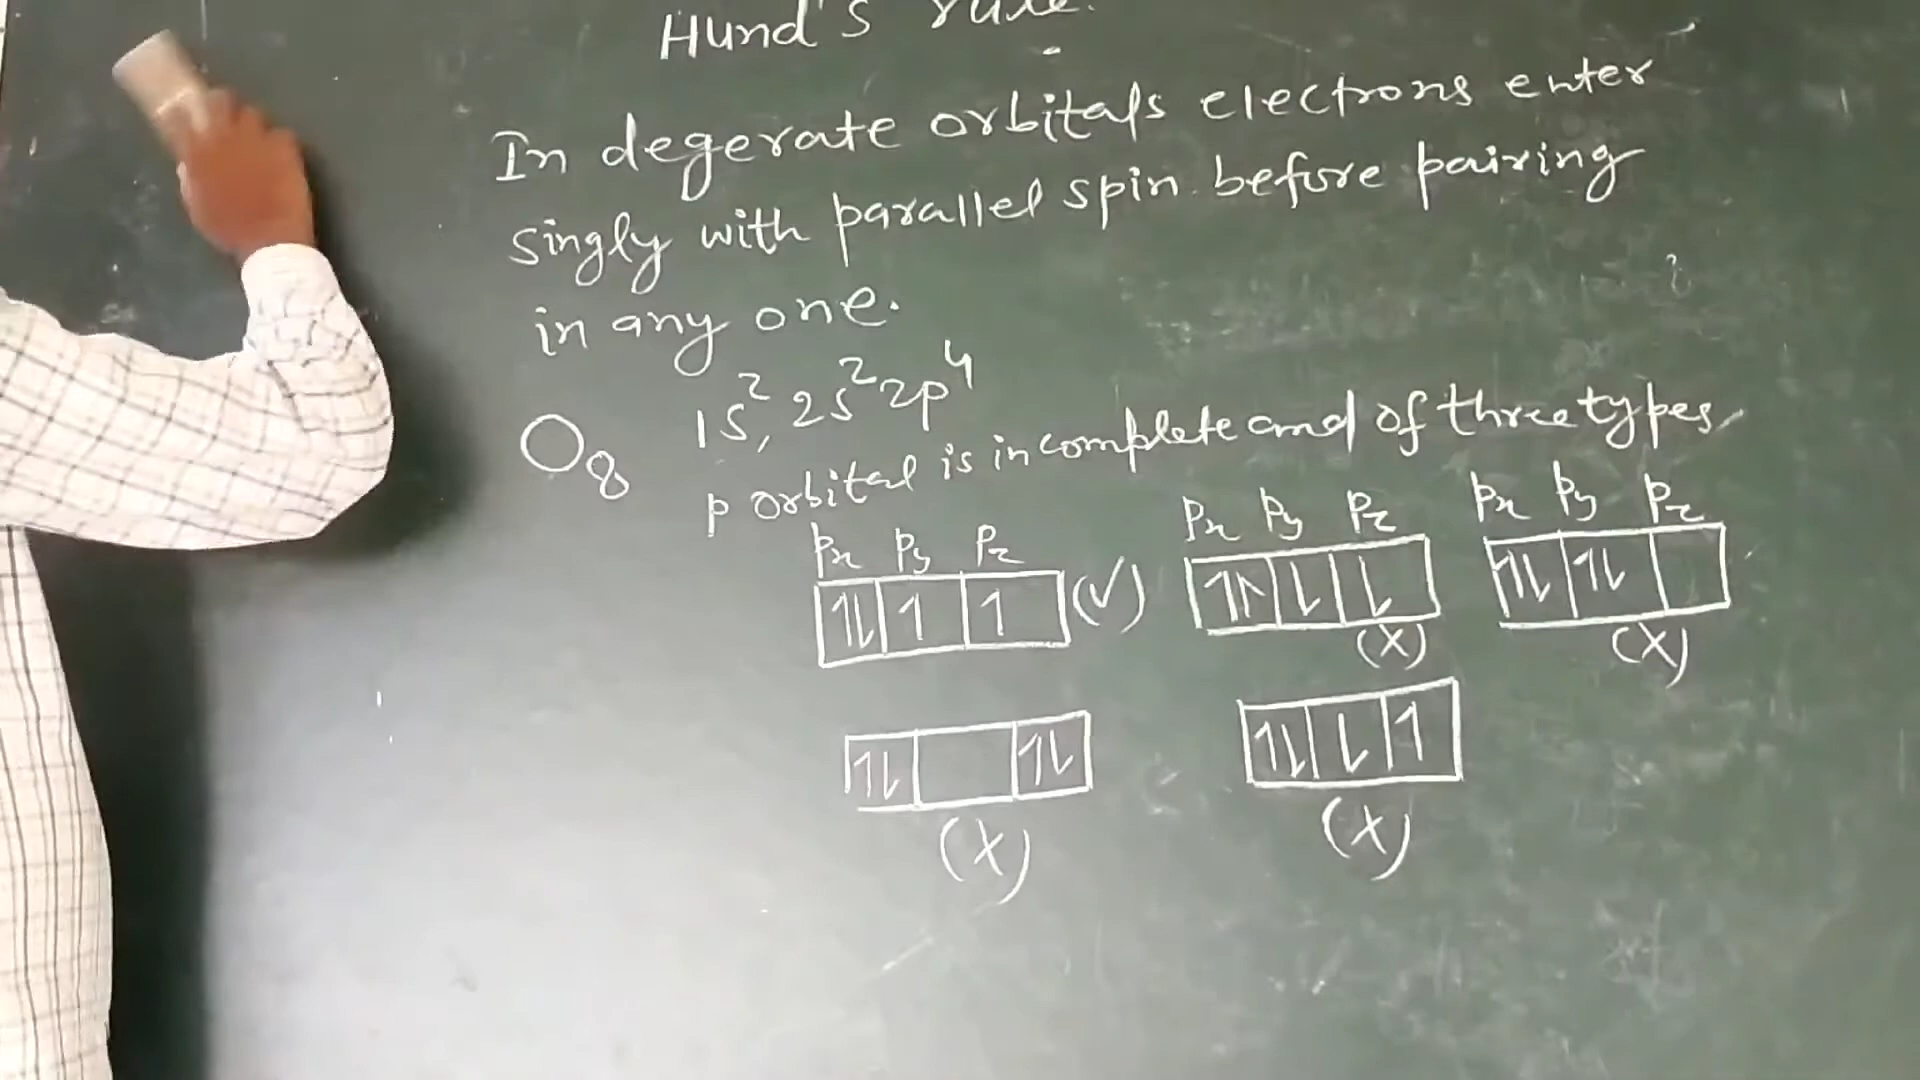 Hund's rule.
In degerate orbitals electrons enter
singly with parallel spin before pairing
in any one.
O₈ 1s², 2s² 2p⁴
p orbital is incomplete and of three types,
px py pz px py pz px py pz
↿⇂ ↿ ↿ (✓) ↿↾ ⇂ ⇂ (X) ↿⇂ ↿⇂ (X)
↿⇂ ↿⇂ (X) ↿⇂ ⇂ ↿ (X)